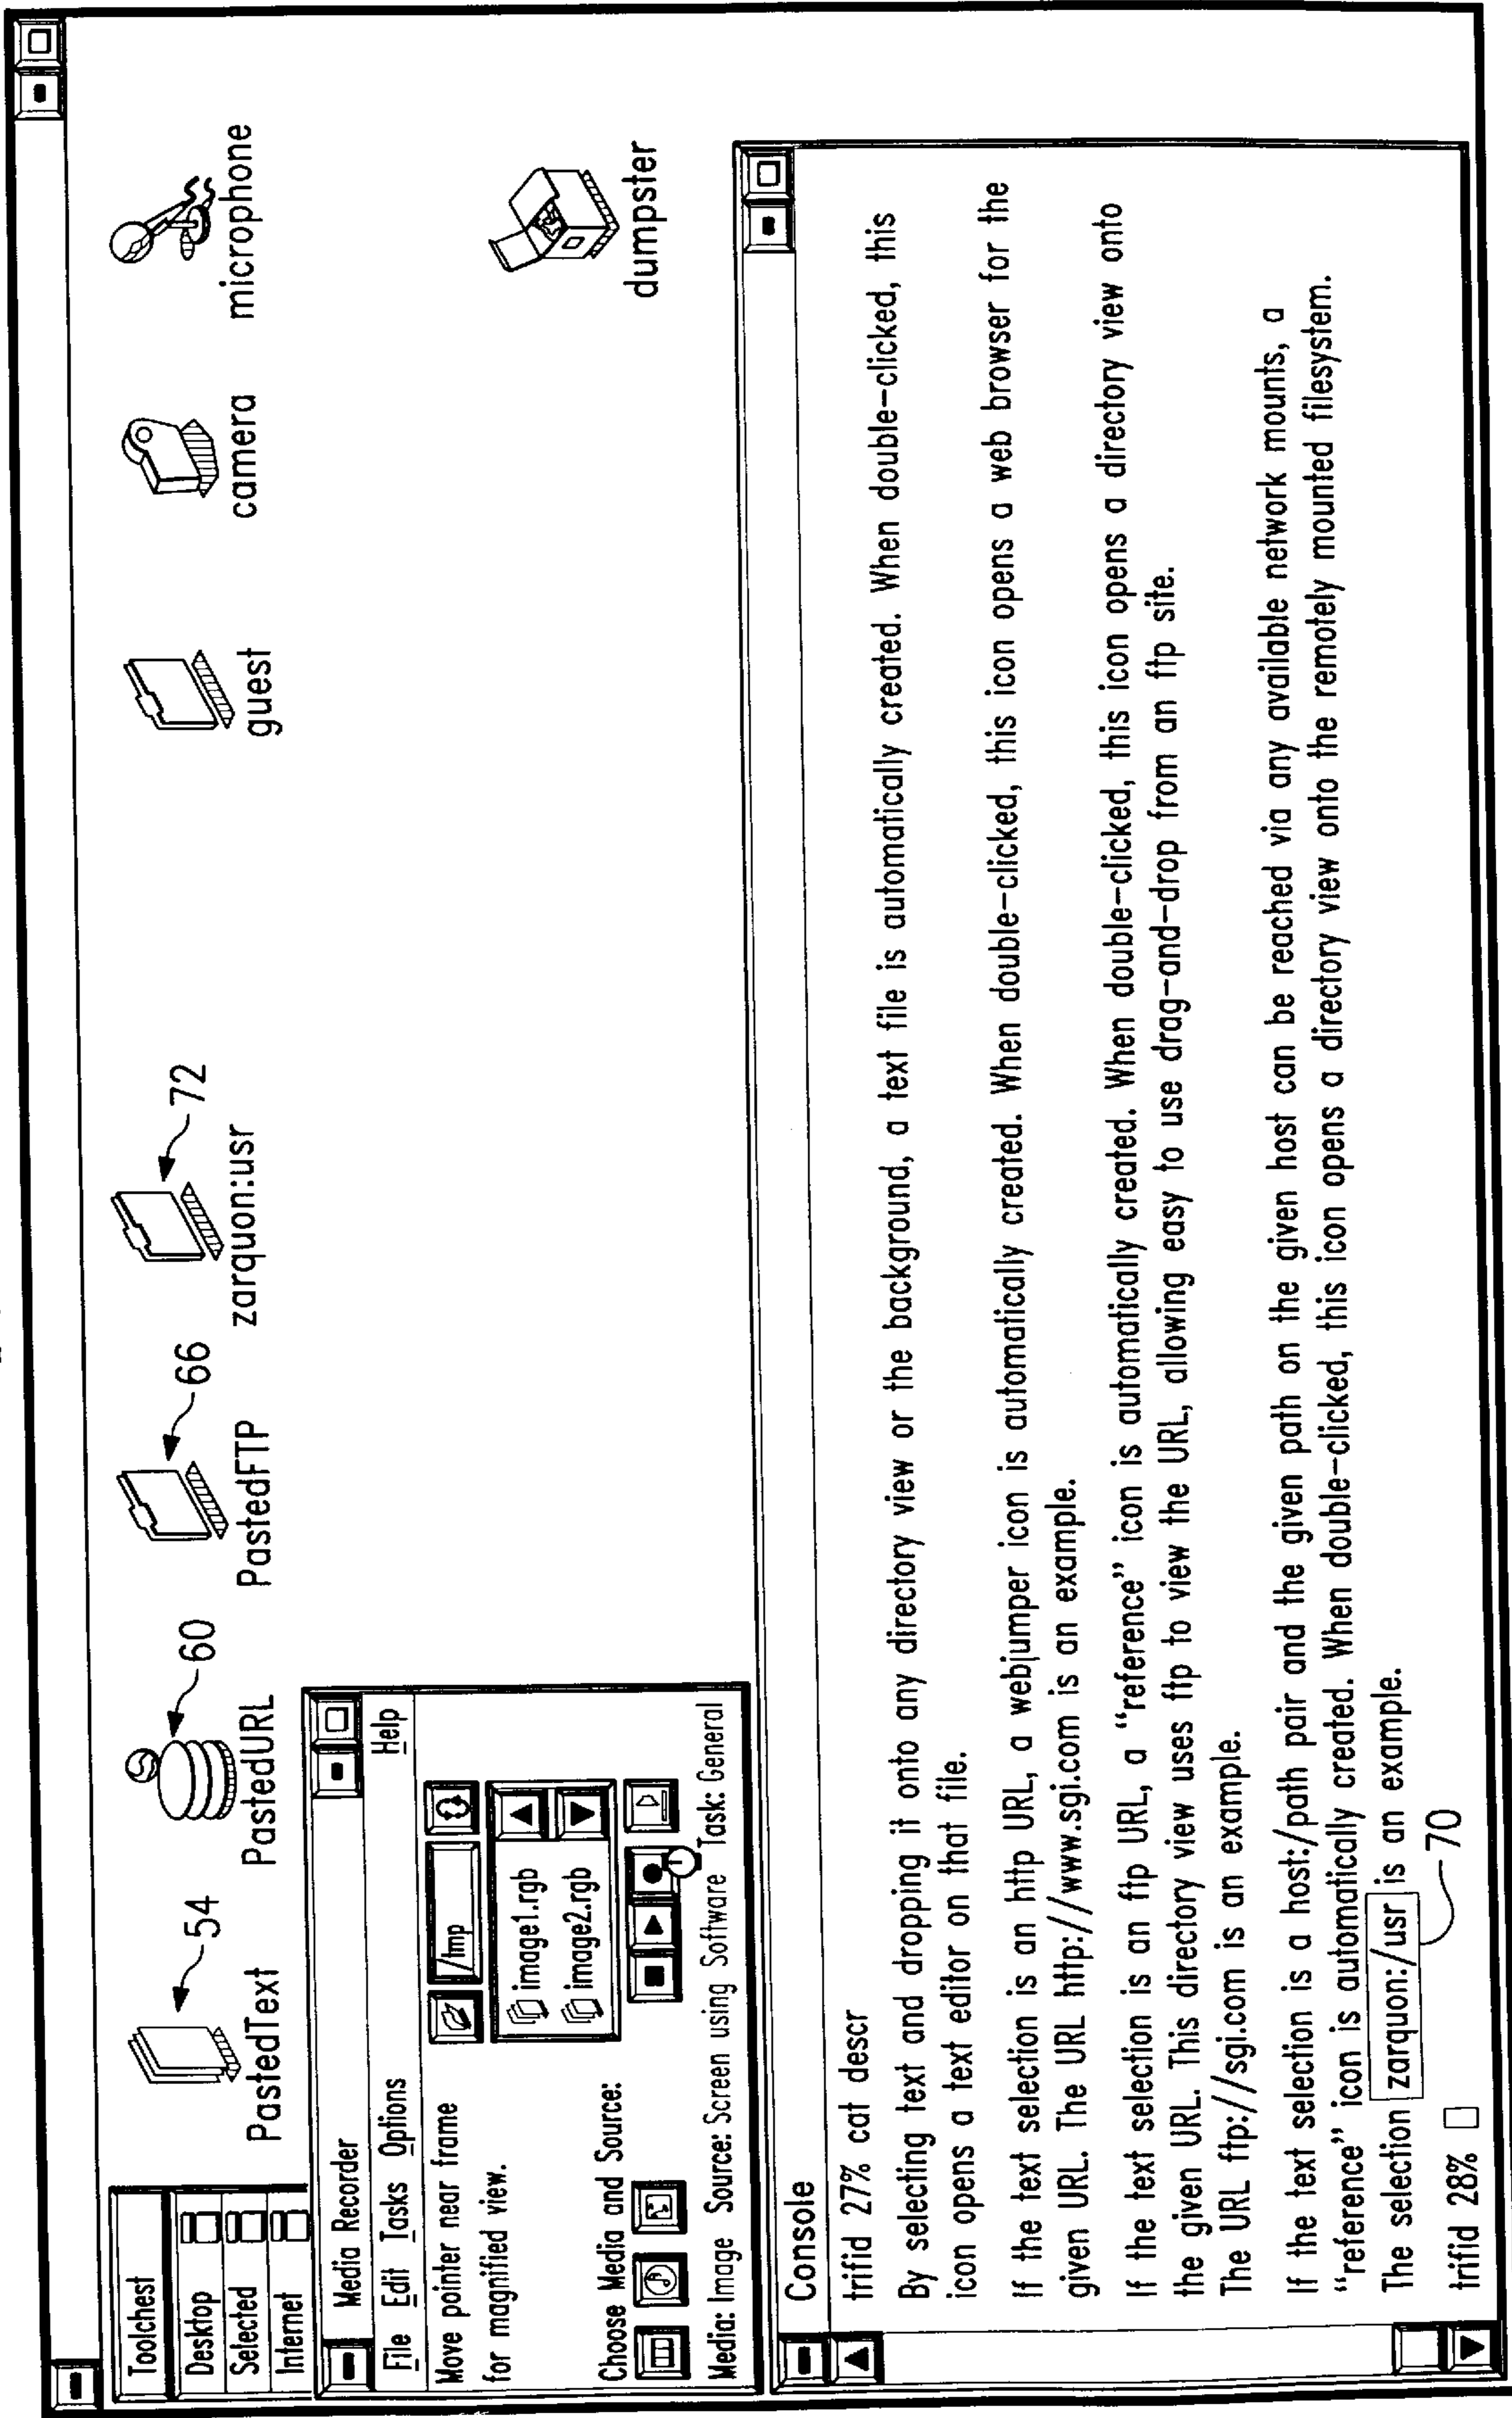 PastedText
54
PastedURL
60
PastedFTP
66
zarquon:usr
72
guest
camera
microphone
dumpster
Toolchest
Desktop
Selected
Internet
Media Recorder
File Edit Tasks Options Help
Move pointer near frame
for magnified view.
/tmp
image1.rgb
image2.rgb
Choose Media and Source:
Media: Image Source: Screen using Software Task: General
Console
trifid 27% cat descr
By selecting text and dropping it onto any directory view or the background, a text file is automatically created. When double-clicked, this
icon opens a text editor on that file.
If the text selection is an http URL, a webjumper icon is automatically created. When double-clicked, this icon opens a web browser for the
given URL. The URL http://www.sgi.com is an example.
If the text selection is an ftp URL, a "reference" icon is automatically created. When double-clicked, this icon opens a directory view onto
the given URL. This directory view uses ftp to view the URL, allowing easy to use drag-and-drop from an ftp site.
The URL ftp://sgi.com is an example.
If the text selection is a host:/path pair and the given path on the given host can be reached via any available network mounts, a
"reference" icon is automatically created. When double-clicked, this icon opens a directory view onto the remotely mounted filesystem.
The selection zarquon:/usr is an example.
70
trifid 28%